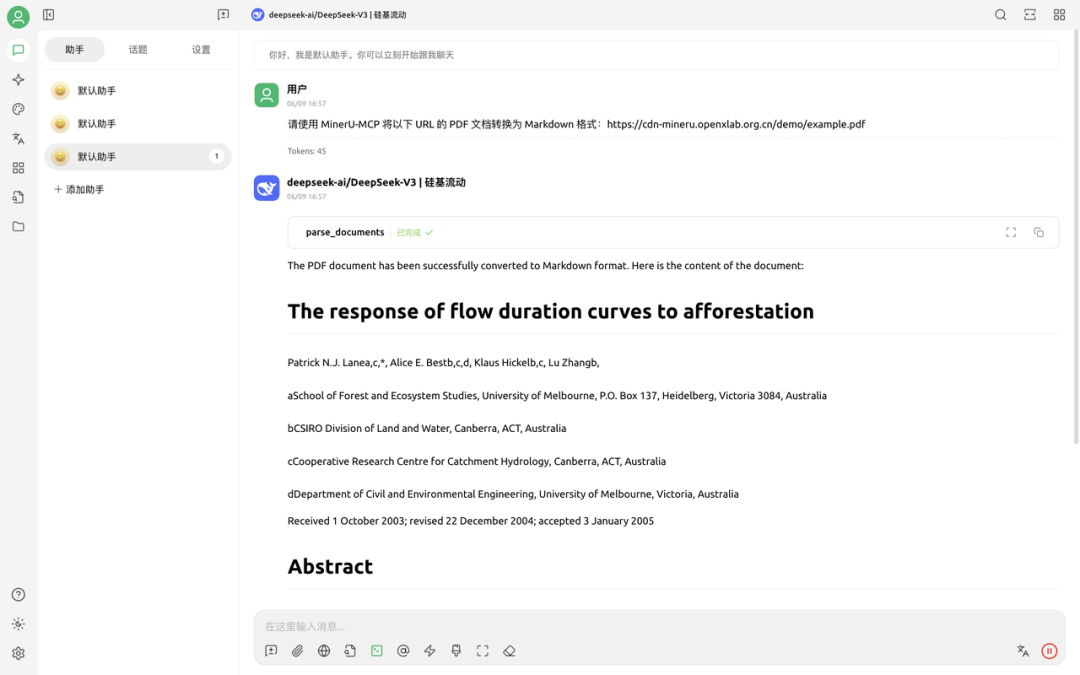 deepseek-ai/DeepSeek-V3 | 硅基流动
助手 话题 设置
默认助手
默认助手
默认助手 1
+ 添加助手
你好，我是默认助手。你可以立刻开始跟我聊天
用户
06/09 16:57
请使用 MinerU-MCP 将以下 URL 的 PDF 文档转换为 Markdown 格式：https://cdn-mineru.openxlab.org.cn/demo/example.pdf
Tokens: 45
deepseek-ai/DeepSeek-V3 | 硅基流动
06/09 16:57
parse_documents 已完成
The PDF document has been successfully converted to Markdown format. Here is the content of the document:
The response of flow duration curves to afforestation
Patrick N.J. Lanea,c,*, Alice E. Bestb,c,d, Klaus Hickelb,c, Lu Zhangb,
aSchool of Forest and Ecosystem Studies, University of Melbourne, P.O. Box 137, Heidelberg, Victoria 3084, Australia
bCSIRO Division of Land and Water, Canberra, ACT, Australia
cCooperative Research Centre for Catchment Hydrology, Canberra, ACT, Australia
dDepartment of Civil and Environmental Engineering, University of Melbourne, Victoria, Australia
Received 1 October 2003; revised 22 December 2004; accepted 3 January 2005
Abstract
在这里输入消息...